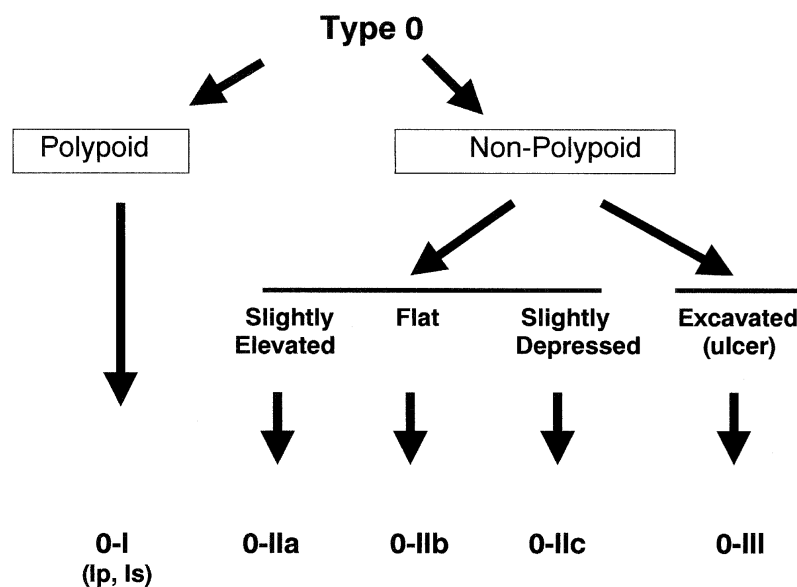 Type 0
Polypoid
Non-Polypoid
Slightly Elevated
Flat
Slightly Depressed
Excavated (ulcer)
0-I
(Ip, Is)
0-IIa
0-IIb
0-IIc
0-III